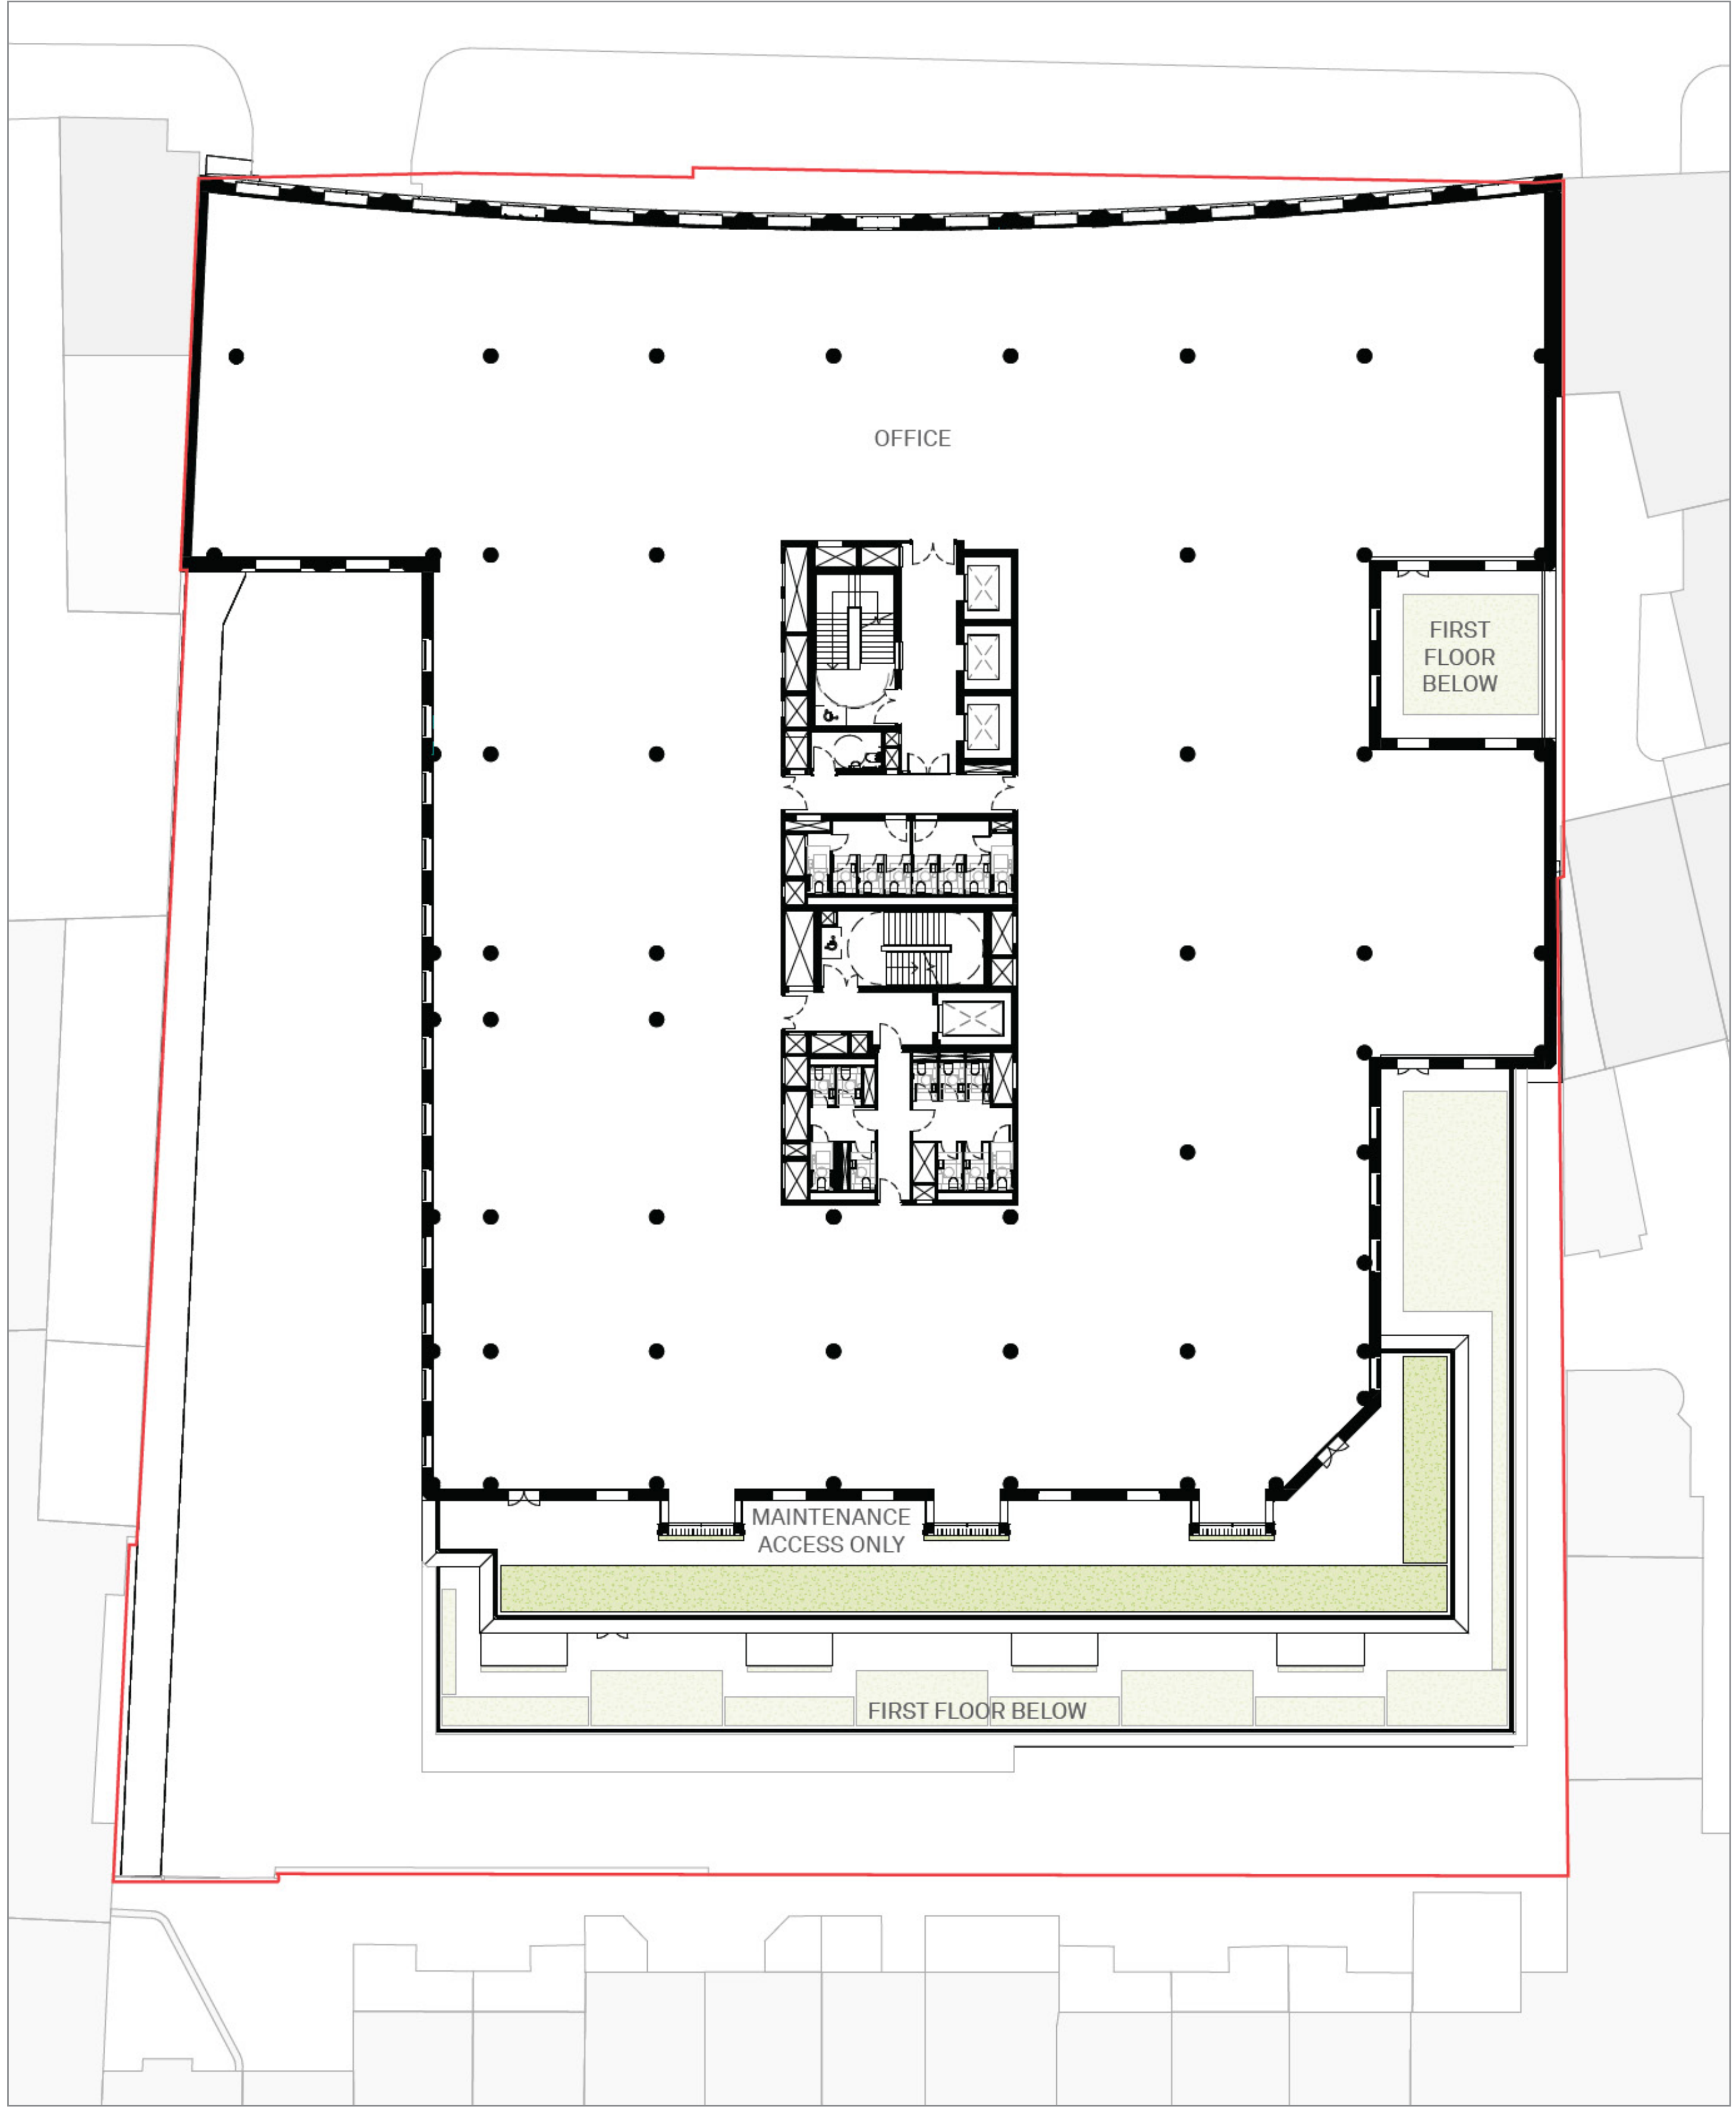 OFFICE
FIRST
FLOOR
BELOW
MAINTENANCE
ACCESS ONLY
FIRST FLOOR BELOW